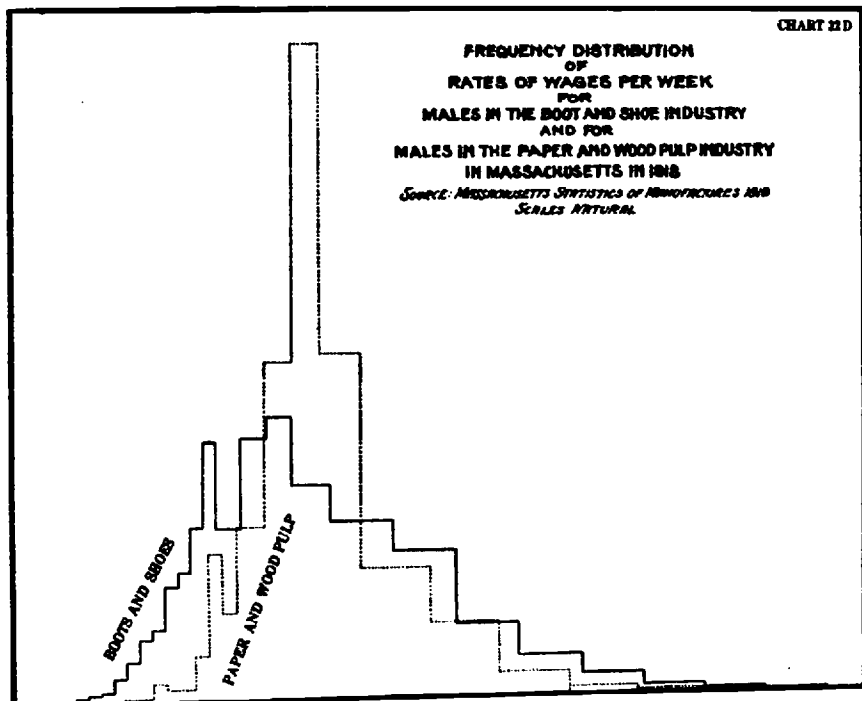 CHART 22D
FREQUENCY DISTRIBUTION
OF
RATES OF WAGES PER WEEK
FOR
MALES IN THE BOOT AND SHOE INDUSTRY
AND FOR
MALES IN THE PAPER AND WOOD PULP INDUSTRY
IN MASSACHUSETTS IN 1918
SOURCE: MASSACHUSETTS STATISTICS OF MANUFACTURES 1918
SCALES NATURAL
BOOTS AND SHOES
PAPER AND WOOD PULP